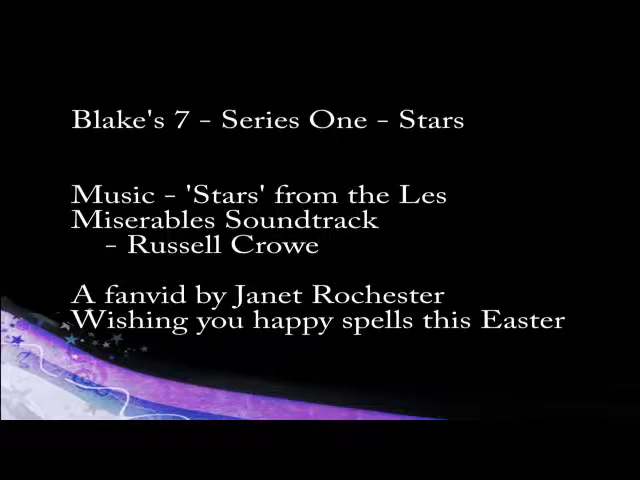 Blake's 7 - Series One - Stars
Music - 'Stars' from the Les
Miserables Soundtrack
- Russell Crowe
A fanvid by Janet Rochester
Wishing you happy spells this Easter